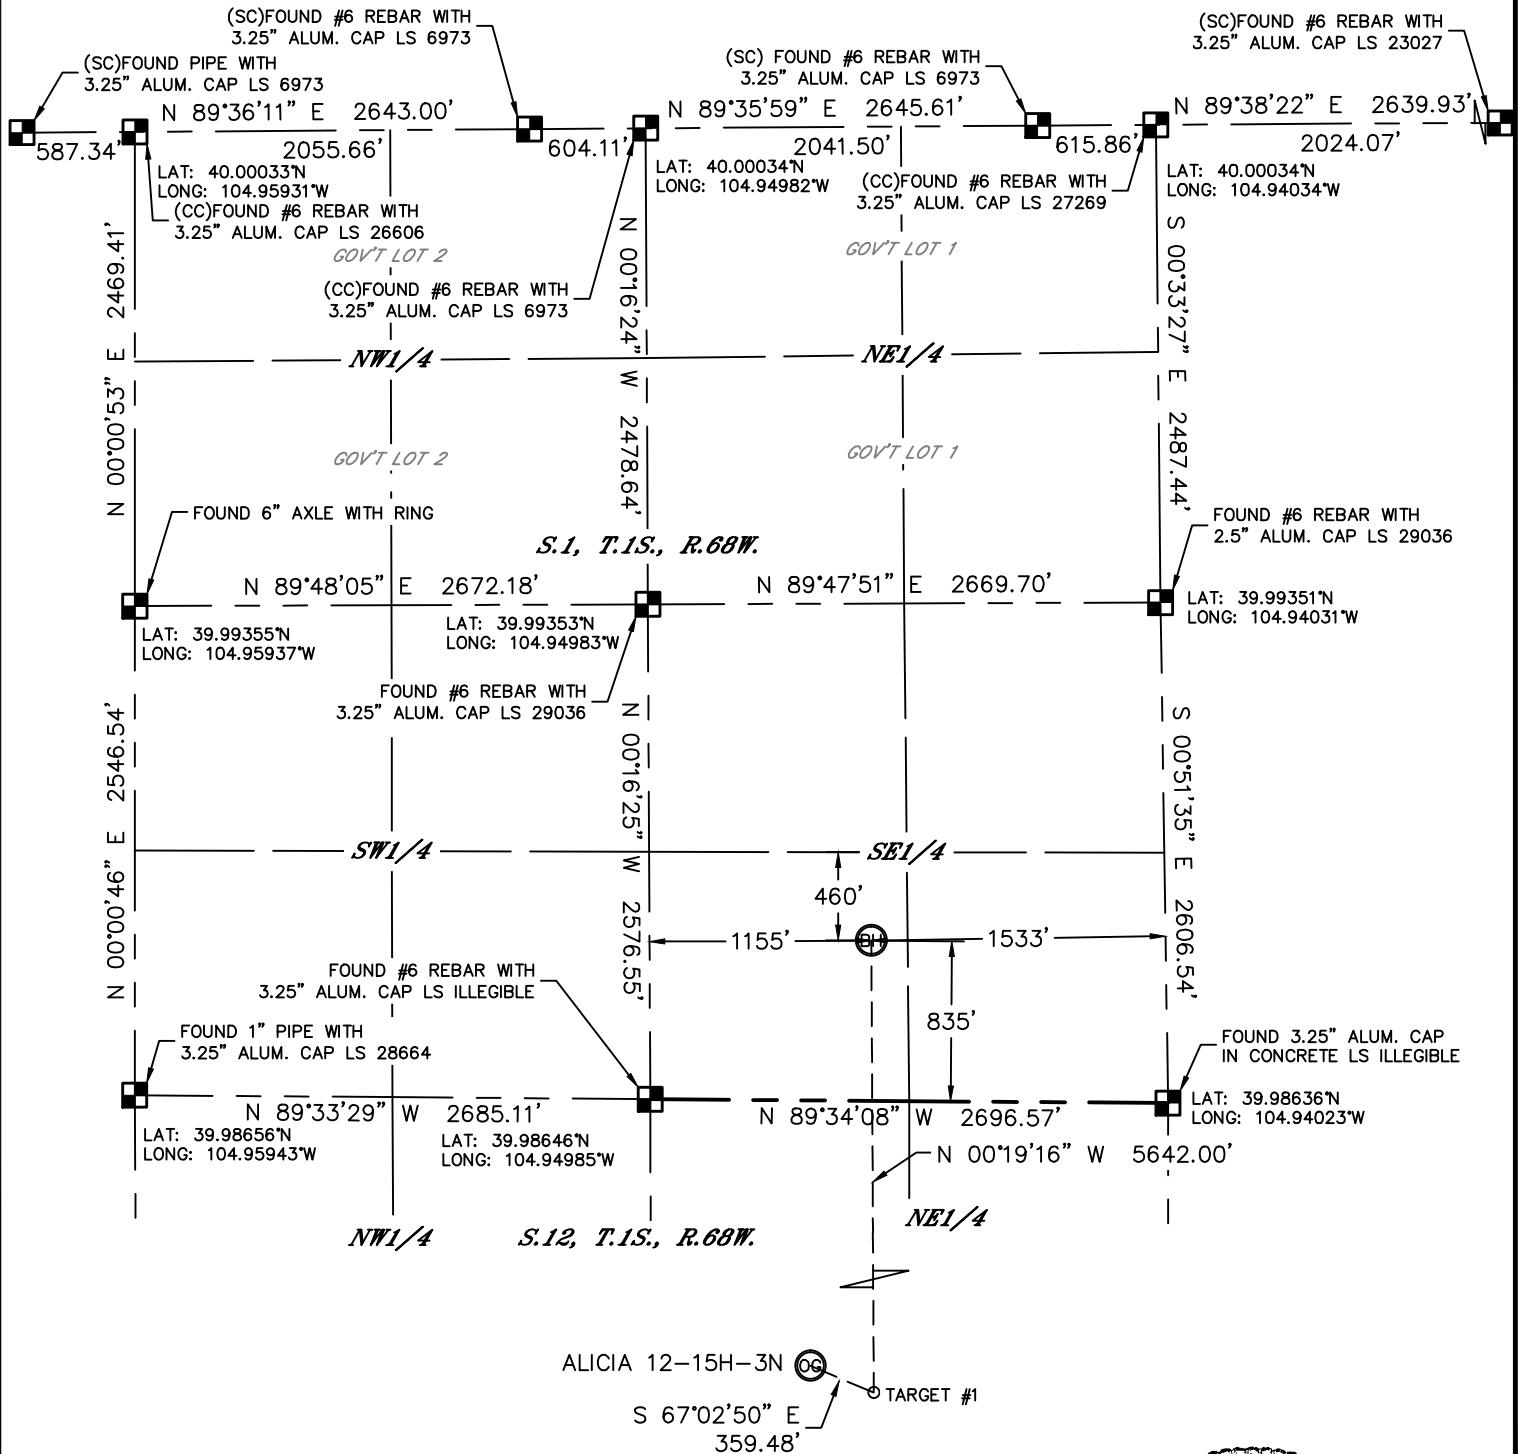 (SC)FOUND #6 REBAR WITH
3.25" ALUM. CAP LS 6973
(SC)FOUND #6 REBAR WITH
3.25" ALUM. CAP LS 23027
(SC)FOUND PIPE WITH
3.25" ALUM. CAP LS 6973
(SC) FOUND #6 REBAR WITH
3.25" ALUM. CAP LS 6973
N 89°36'11" E 2643.00'
N 89°35'59" E 2645.61'
N 89°38'22" E 2639.93'
587.34'
2055.66'
604.11'
2041.50'
615.86'
2024.07'
LAT: 40.00033°N
LONG: 104.95931°W
LAT: 40.00034°N
LONG: 104.94982°W
LAT: 40.00034°N
LONG: 104.94034°W
(CC)FOUND #6 REBAR WITH
3.25" ALUM. CAP LS 26606
(CC)FOUND #6 REBAR WITH
3.25" ALUM. CAP LS 27269
(CC)FOUND #6 REBAR WITH
3.25" ALUM. CAP LS 6973
N 00°00'53" E 2469.41'
N 00°16'24" W 2478.64'
S 00°33'27" E 2487.44'
GOV'T LOT 2
GOV'T LOT 1
NW1/4
NE1/4
GOV'T LOT 2
GOV'T LOT 1
FOUND 6" AXLE WITH RING
FOUND #6 REBAR WITH
2.5" ALUM. CAP LS 29036
S.1, T.1S., R.68W.
N 89°48'05" E 2672.18'
N 89°47'51" E 2669.70'
LAT: 39.99355°N
LONG: 104.95937°W
LAT: 39.99353°N
LONG: 104.94983°W
LAT: 39.99351°N
LONG: 104.94031°W
FOUND #6 REBAR WITH
3.25" ALUM. CAP LS 29036
N 00°00'46" E 2546.54'
N 00°16'25" W 2576.55'
S 00°51'35" E 2606.54'
SW1/4
SE1/4
460'
1155'
BH
1533'
835'
FOUND #6 REBAR WITH
3.25" ALUM. CAP LS ILLEGIBLE
FOUND 1" PIPE WITH
3.25" ALUM. CAP LS 28664
FOUND 3.25" ALUM. CAP
IN CONCRETE LS ILLEGIBLE
N 89°33'29" W 2685.11'
N 89°34'08" W 2696.57'
LAT: 39.98656°N
LONG: 104.95943°W
LAT: 39.98646°N
LONG: 104.94985°W
LAT: 39.98636°N
LONG: 104.94023°W
N 00°19'16" W 5642.00'
NW1/4
S.12, T.1S., R.68W.
NE1/4
ALICIA 12-15H-3N
OG
TARGET #1
S 67°02'50" E
359.48'